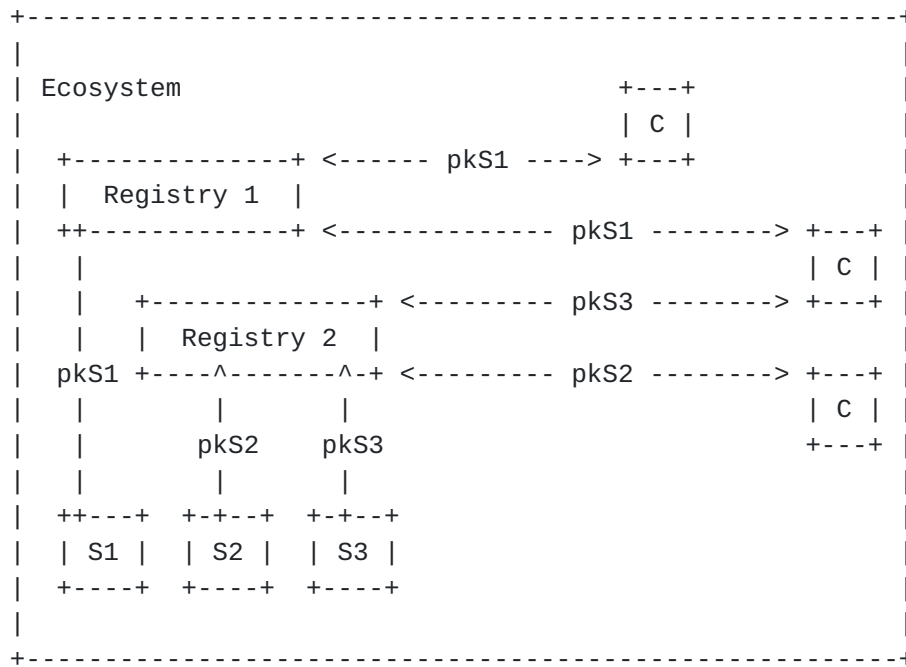 Ecosystem
C
pkS1
Registry 1
pkS1
C
pkS3
Registry 2
pkS1 pkS2
C
pkS2 pkS3
S1 S2 S3